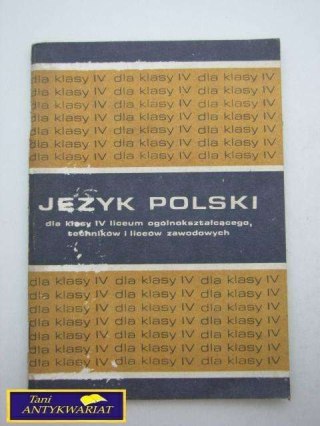 dla klasy IV dla klasy IV dla klasy IV
dla klasy IV dla klasy IV dla klasy IV
dla klasy IV dla klasy IV dla klasy IV
dla klasy IV dla klasy IV dla klasy IV
dla klasy IV dla klasy IV dla klasy IV
dla klasy IV dla klasy IV dla klasy IV
dla klasy IV dla klasy IV dla klasy IV
JĘZYK POLSKI
dla klasy IV liceum ogólnokształcącego,
techników i liceów zawodowych
dla klasy IV dla klasy IV dla klasy IV
dla klasy IV dla klasy IV dla klasy IV
dla klasy IV dla klasy IV dla klasy IV
dla klasy IV dla klasy IV dla klasy IV
dla klasy IV dla klasy IV dla klasy IV
dla klasy IV dla klasy IV dla klasy IV
dla klasy IV dla klasy IV
Tani
ANTYKWARIAT